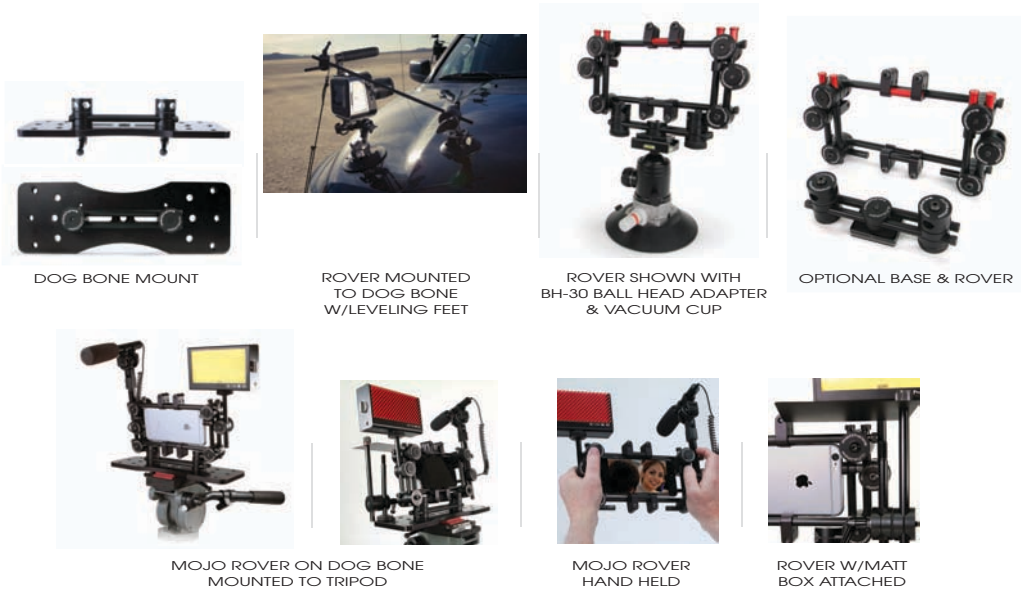 DOG BONE MOUNT
ROVER MOUNTED
TO DOG BONE
W/LEVELING FEET
ROVER SHOWN WITH
BH-30 BALL HEAD ADAPTER
& VACUUM CUP
OPTIONAL BASE & ROVER
MOJO ROVER ON DOG BONE
MOUNTED TO TRIPOD
MOJO ROVER
HAND HELD
ROVER W/MATT
BOX ATTACHED